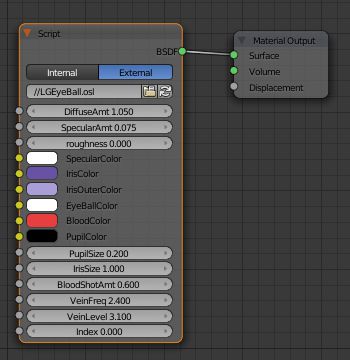 Script
BSDF
Internal External
//LGEyeBall.osl
DiffuseAmt 1.050
SpecularAmt 0.075
roughness 0.000
SpecularColor
IrisColor
IrisOuterColor
EyeBallColor
BloodColor
PupilColor
PupilSize 0.200
IrisSize 1.000
BloodShotAmt 0.600
VeinFreq 2.400
VeinLevel 3.100
Index 0.000
Material Output
Surface
Volume
Displacement